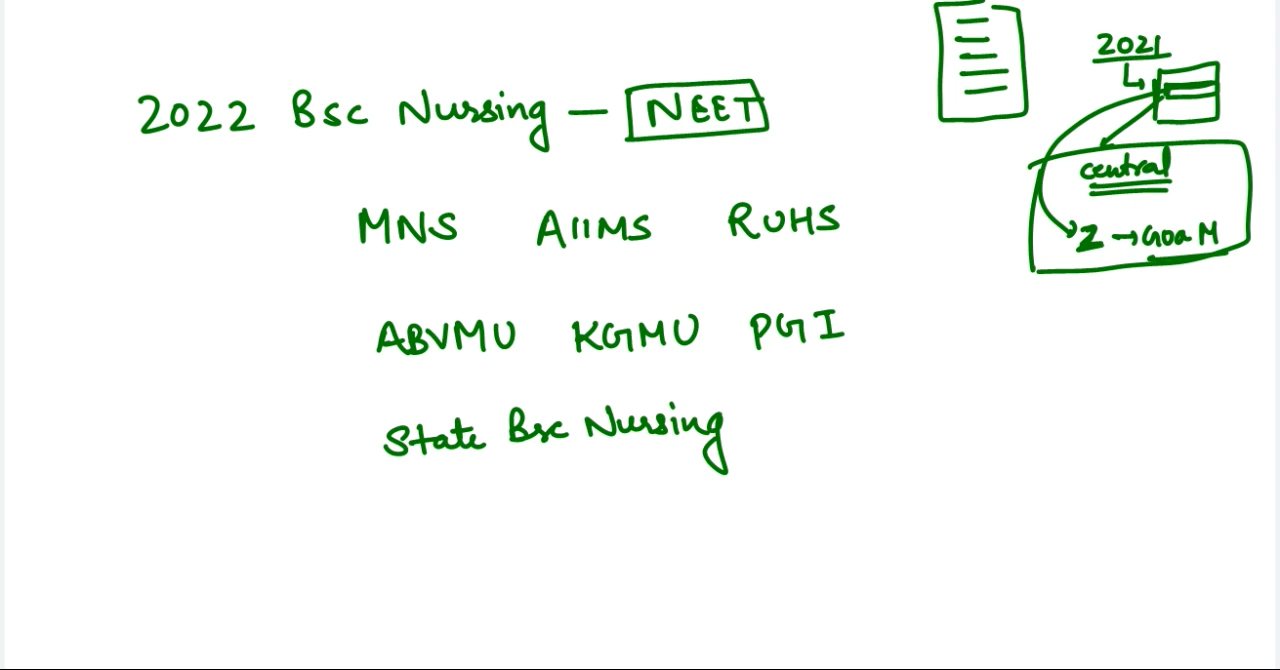 2022 Bsc Nursing — NEET
MNS AIIMS RUHS
ABVMU KGMU PGI
State Bsc Nursing
2021
central
2 → Goa M